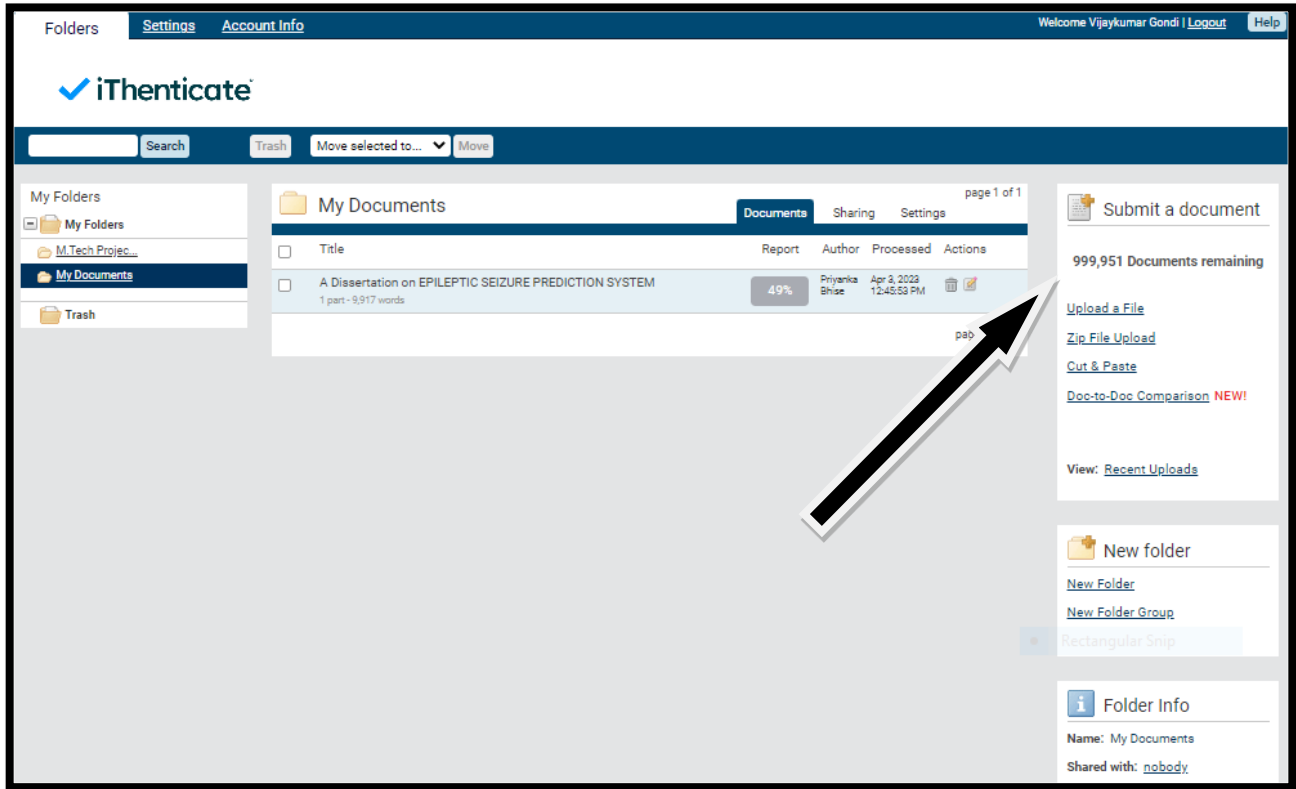 Folders Settings Account Info Welcome Vijaykumar Gondi | Logout Help
iThenticate
Search Trash Move selected to... Move
My Folders
My Folders
M.Tech Projec...
My Documents
Trash
My Documents
page 1 of 1
Documents Sharing Settings
Title Report Author Processed Actions
A Dissertation on EPILEPTIC SEIZURE PREDICTION SYSTEM
1 part - 9,917 words
49%
Priyanka
Bhise
Apr 3, 2023
12:45:53 PM
Submit a document
999,951 Documents remaining
Upload a File
Zip File Upload
Cut & Paste
Doc-to-Doc Comparison NEW!
View: Recent Uploads
New folder
New Folder
New Folder Group
Rectangular Snip
Folder Info
Name: My Documents
Shared with: nobody